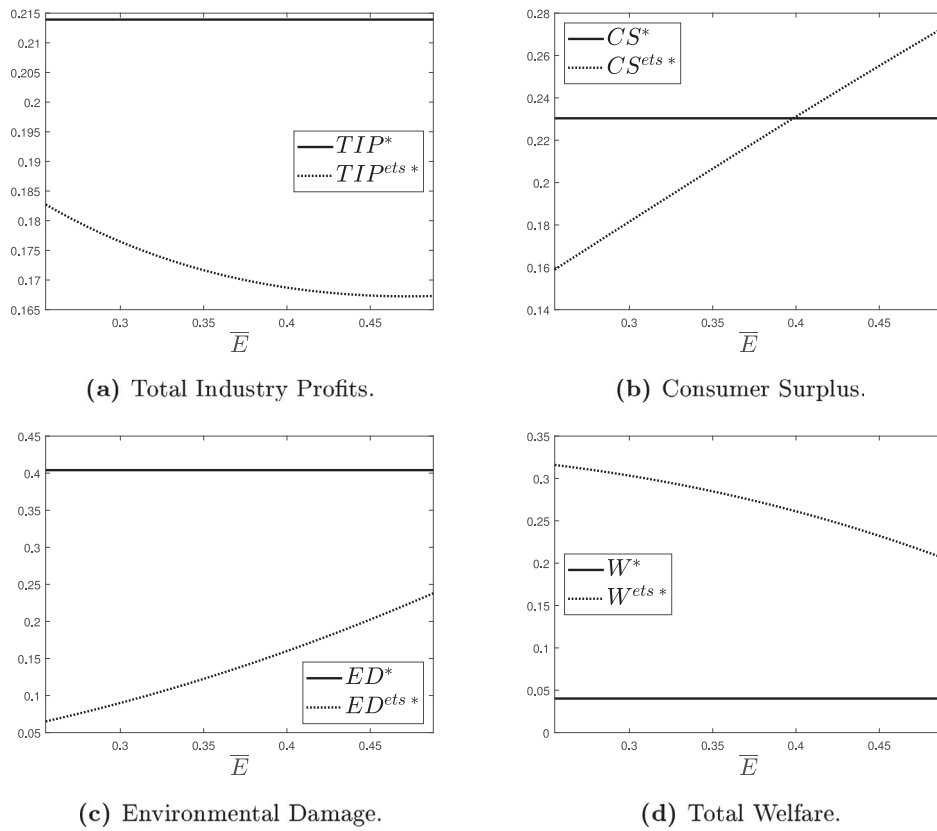 0.215
0.21
0.205
0.2
0.195
0.19
0.185
0.18
0.175
0.17
0.165
TIP*
TIP^{ets *}
0.3 0.35 0.4 0.45
\overline{E}
(a) Total Industry Profits.
0.28
0.26
0.24
0.22
0.2
0.18
0.16
0.14
CS*
CS^{ets *}
0.3 0.35 0.4 0.45
\overline{E}
(b) Consumer Surplus.
0.45
0.4
0.35
0.3
0.25
0.2
0.15
0.1
0.05
ED*
ED^{ets *}
0.3 0.35 0.4 0.45
\overline{E}
(c) Environmental Damage.
0.35
0.3
0.25
0.2
0.15
0.1
0.05
0
W*
W^{ets *}
0.3 0.35 0.4 0.45
\overline{E}
(d) Total Welfare.